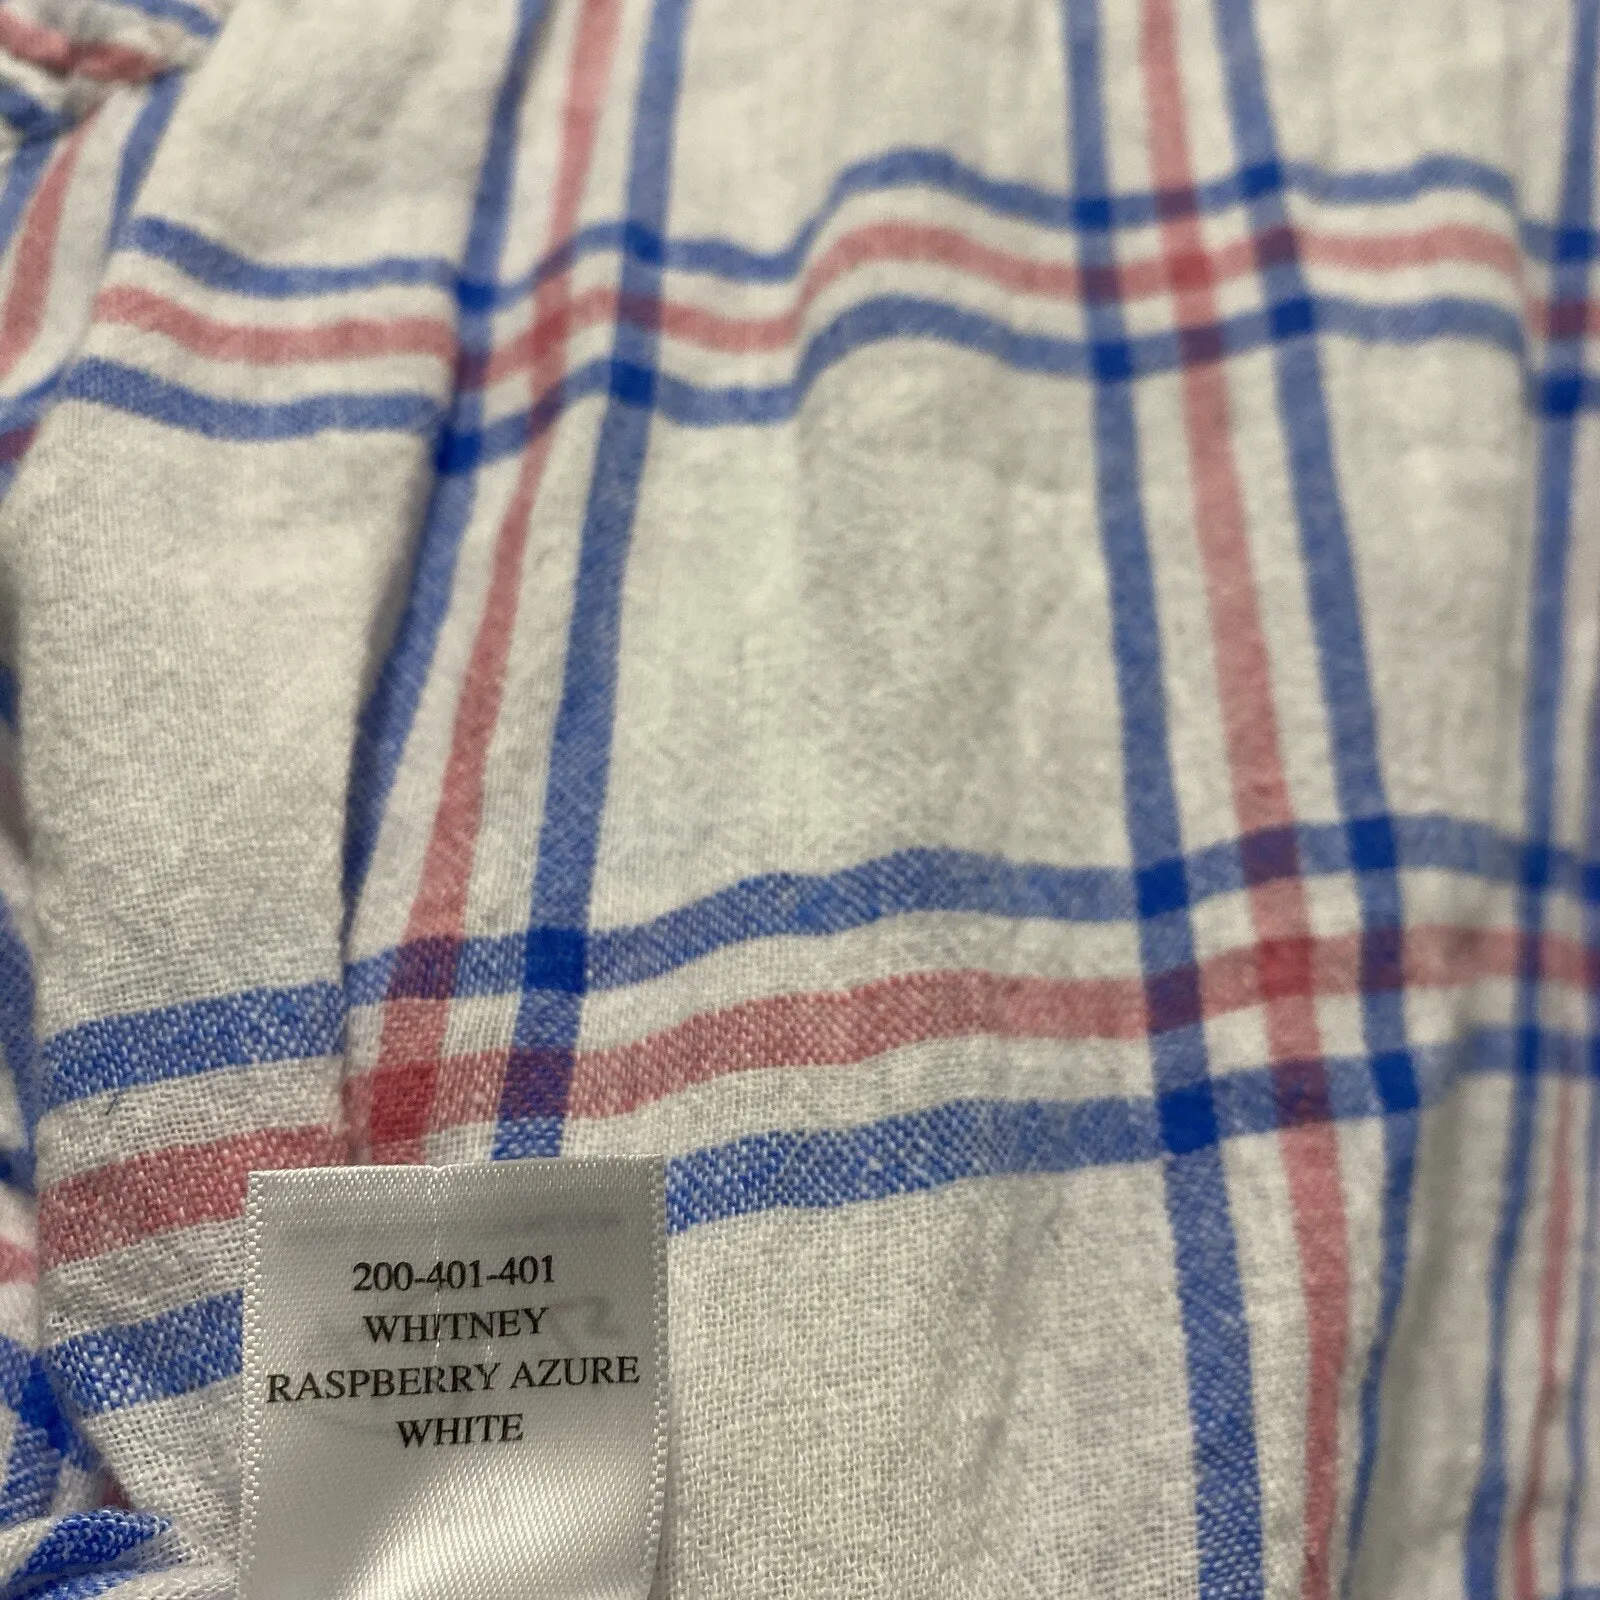 200-401-401
WHITNEY
RASPBERRY AZURE
WHITE